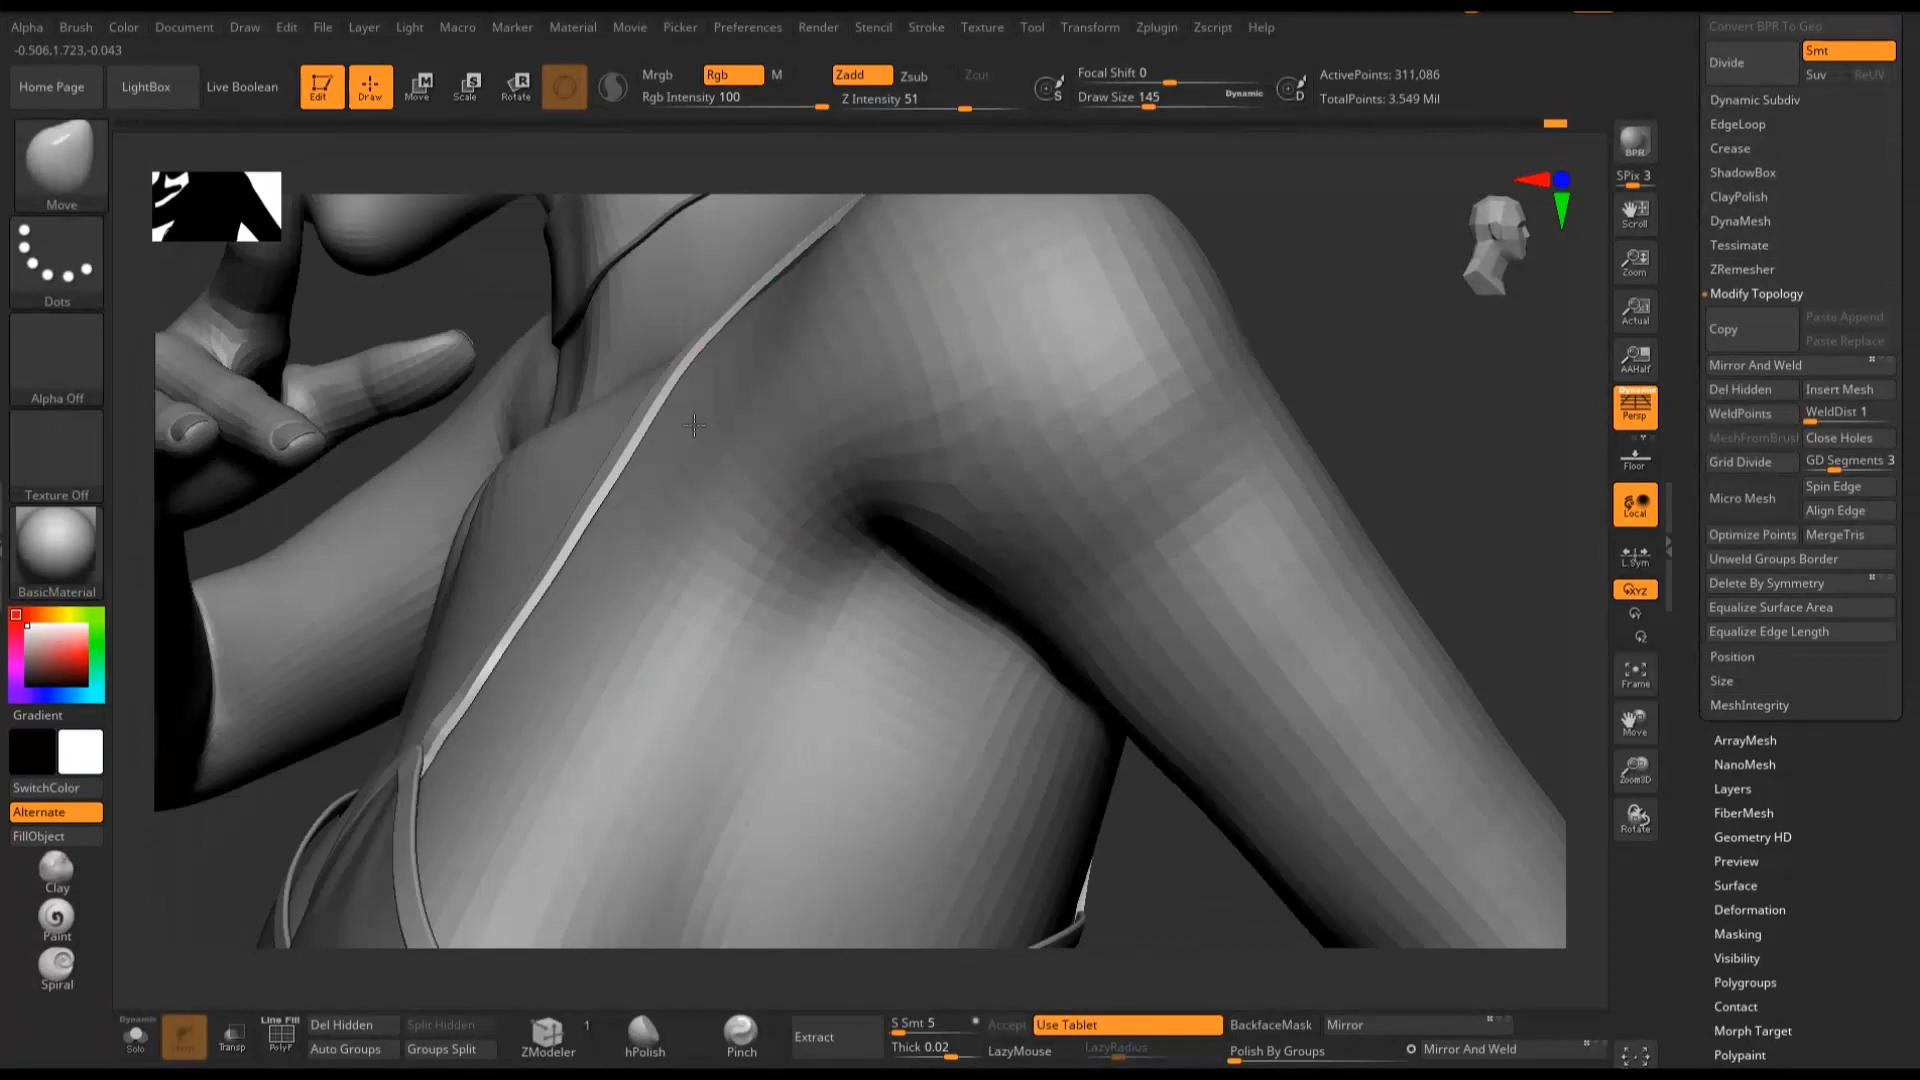 Alpha Brush Color Document Draw Edit File Layer Light Macro Marker Material Movie Picker Preferences Render Stencil Stroke Texture Tool Transform Zplugin Zscript Help
-0.506,1.723,-0.043
Home Page LightBox Live Boolean
Edit Draw Move Scale Rotate
Mrgb Rgb M
Rgb Intensity 100
Zadd Zsub Zcut
Z Intensity 51
S
Focal Shift 0
Draw Size 145 Dynamic
D
ActivePoints: 311,086
TotalPoints: 3.549 Mil
Move
Dots
Alpha Off
Texture Off
BasicMaterial
Gradient
SwitchColor
Alternate
FillObject
Clay
Paint
Spiral
BPR
SPix 3
Scroll
Zoom
Actual
AAHalf
Dynamic
Persp
Floor
Local
L.Sym
XYZ
Frame
Move
Zoom3D
Rotate
Convert BPR To Geo
Divide Smt
Suv ReUV
Dynamic Subdiv
EdgeLoop
Crease
ShadowBox
ClayPolish
DynaMesh
Tessimate
ZRemesher
Modify Topology
Copy Paste Append
Paste Replace
Mirror And Weld
Del Hidden Insert Mesh
WeldPoints WeldDist 1
MeshFromBrus Close Holes
Grid Divide GD Segments 3
Micro Mesh Spin Edge
Align Edge
Optimize Points MergeTris
Unweld Groups Border
Delete By Symmetry
Equalize Surface Area
Equalize Edge Length
Position
Size
MeshIntegrity
ArrayMesh
NanoMesh
Layers
FiberMesh
Geometry HD
Preview
Surface
Deformation
Masking
Visibility
Polygroups
Contact
Morph Target
Polypaint
Dynamic
Solo
Transp
Line Fill
PolyF
Del Hidden Split Hidden
Auto Groups Groups Split
1
ZModeler
hPolish
Pinch
Extract
S Smt 5 Accept
Thick 0.02
Use Tablet
LazyMouse LazyRadius
BackfaceMask Mirror
Polish By Groups Mirror And Weld